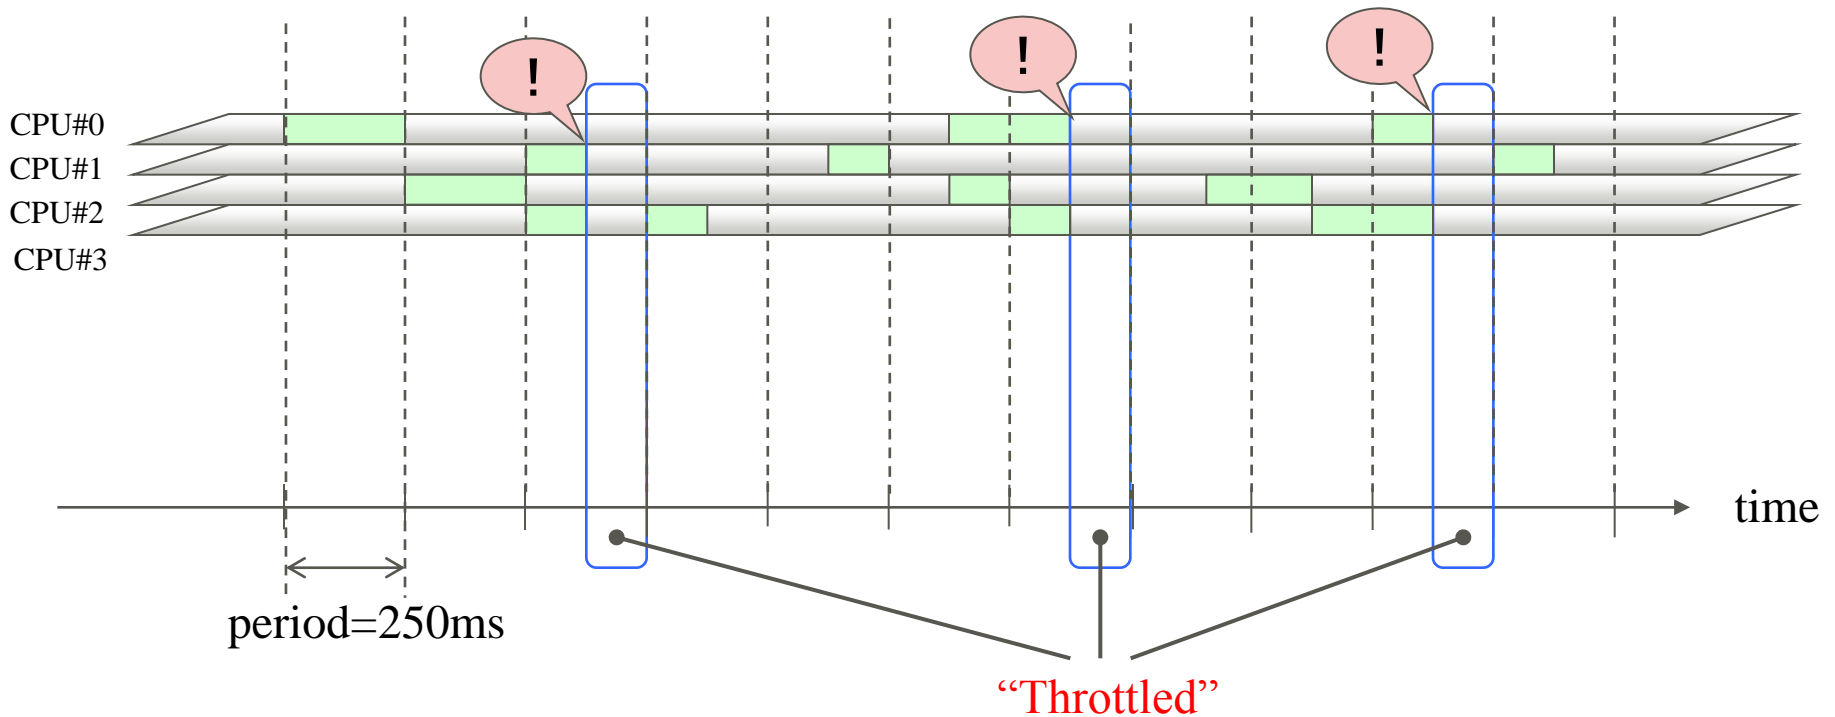 !
!
!
CPU#0
CPU#1
CPU#2
CPU#3
time
period=250ms
“Throttled”